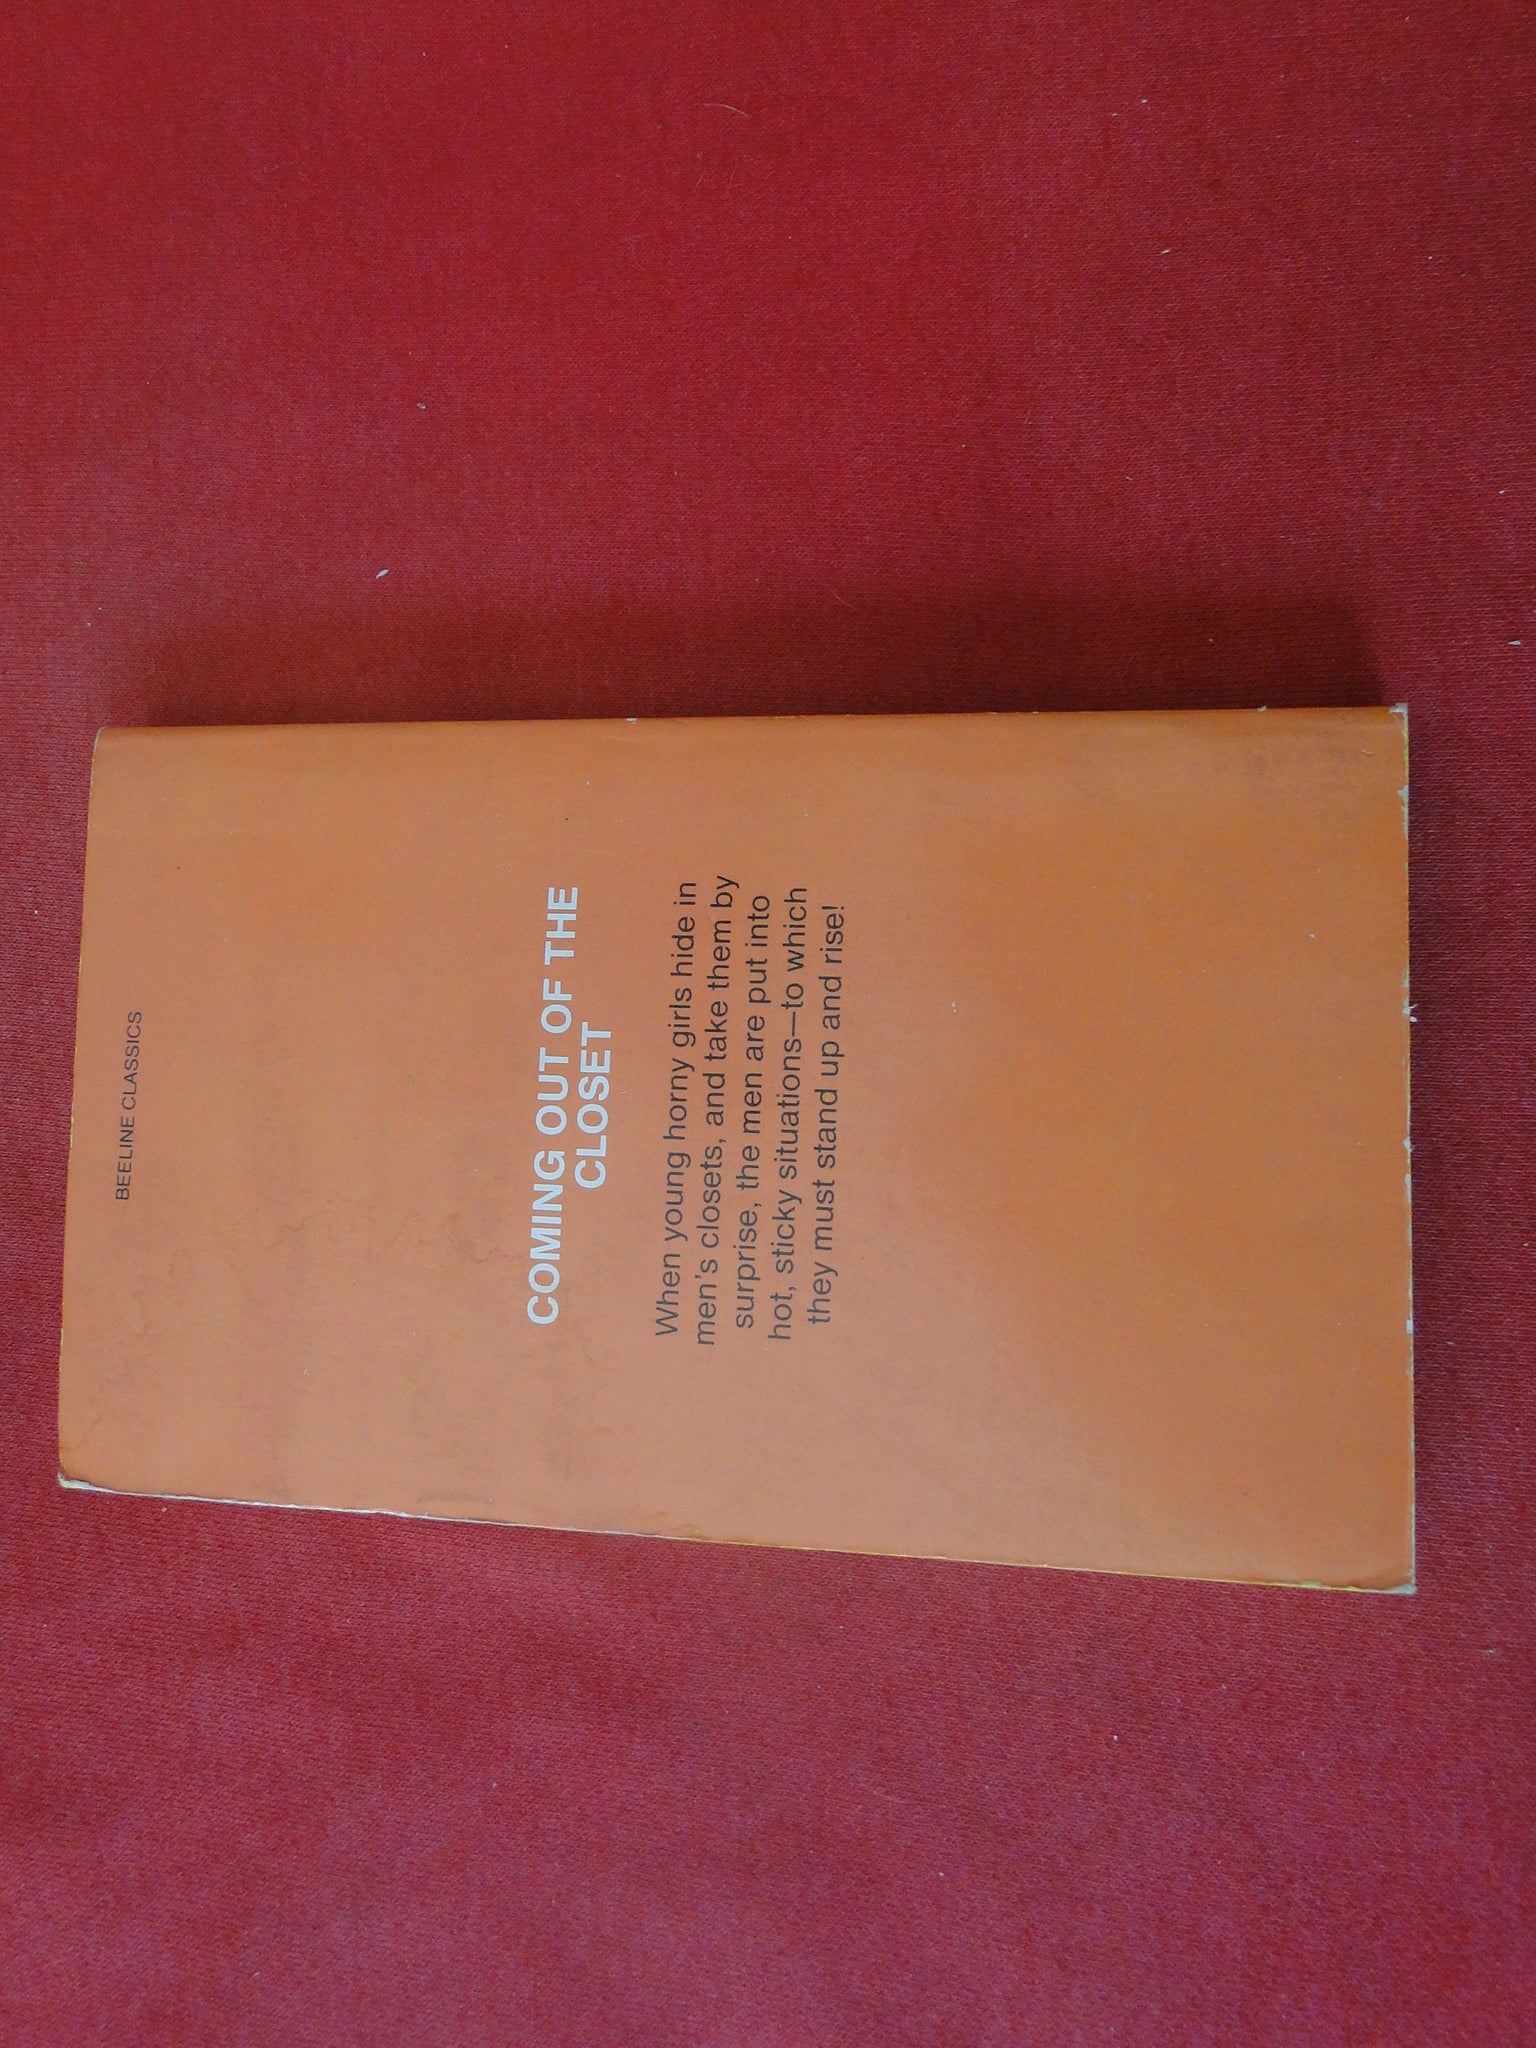 BEELINE CLASSICS
COMING OUT OF THE
CLOSET
When young horny girls hide in
men's closets, and take them by
surprise, the men are put into
hot, sticky situations—to which
they must stand up and rise!